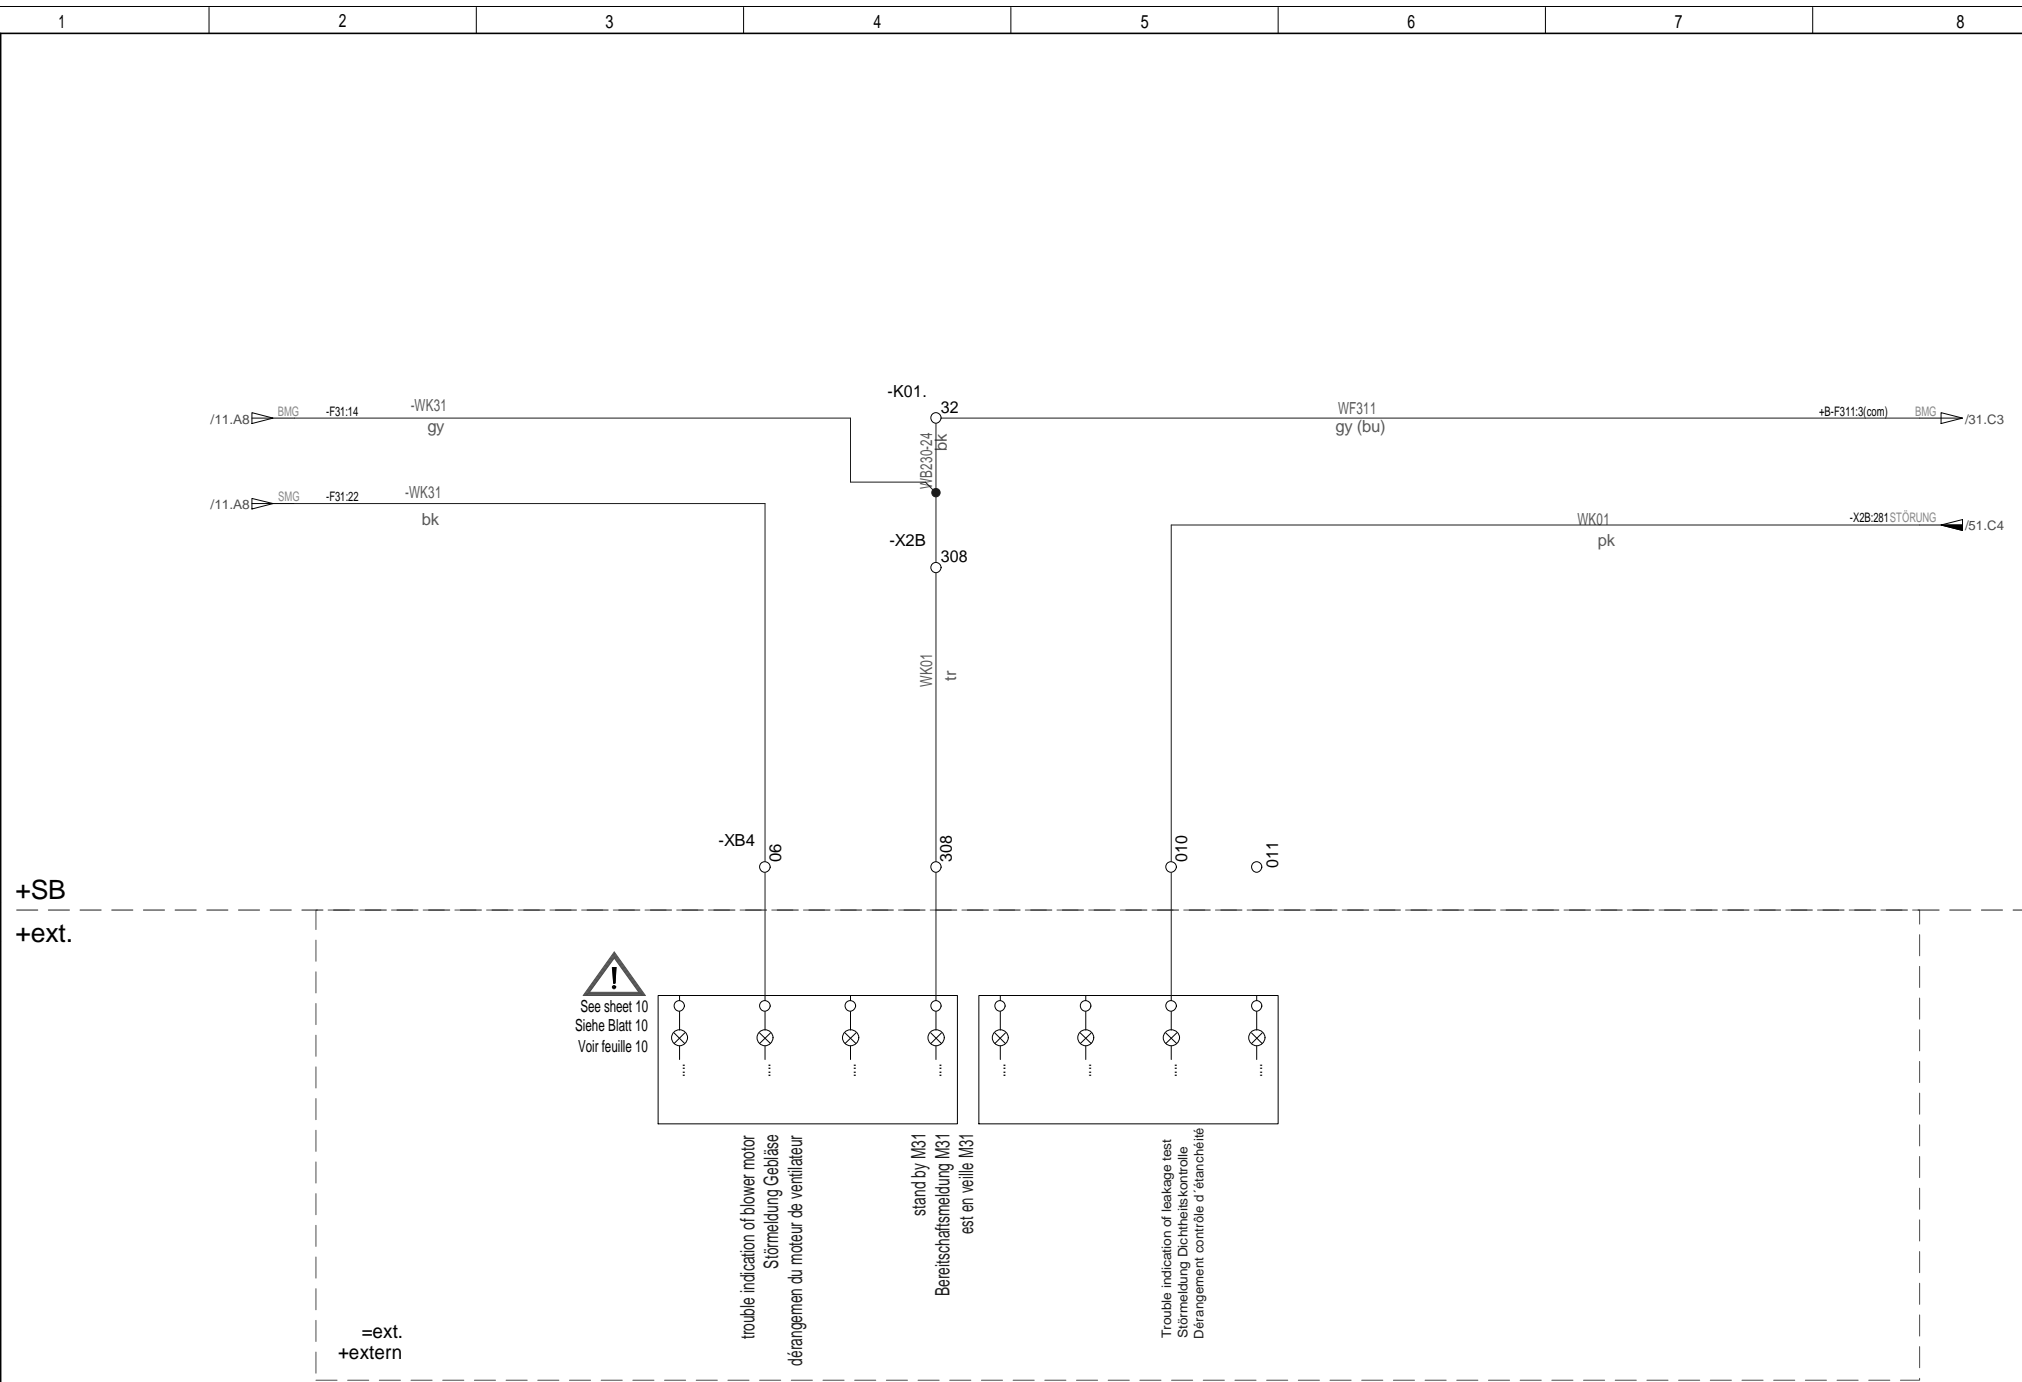 1 2 3 4 5 6 7 8
-K01.
32
/11.A8 BMG -F31:14 -WK31
gy
WB230-24
bk
WF311
gy (bu)
+B-F311:3(com) BMG /31.C3
/11.A8 SMG -F31:22 -WK31
bk
WK01
pk
-X2B:281 STÖRUNG /51.C4
-X2B
308
WK01
tr
-XB4
06
308
010
011
+SB
+ext.
!
See sheet 10
Siehe Blatt 10
Voir feuille 10
.... .... .... .... .... .... .... ....
trouble indication of blower motor
Störmeldung Gebläse
dérangemen du moteur de ventilateur
stand by M31
Bereitschaftsmeldung M31
est en veille M31
Trouble indication of leakage test
Störmeldung Dichtheitskontrolle
Dérangement contrôle d´étanchéité
=ext.
+extern